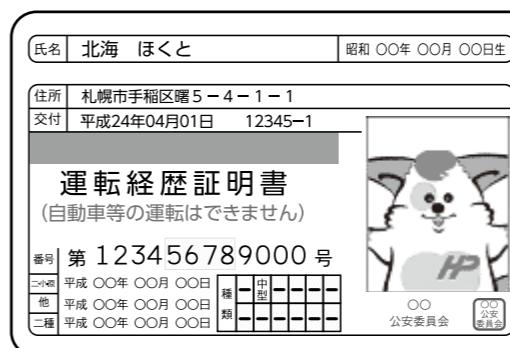 氏名 北海 ほくと 昭和 〇〇年 〇〇月 〇〇日生
住所 札幌市手稲区曙5－4－1－1
交付 平成24年04月01日 12345−1
運転経歴証明書
(自動車等の運転はできません)
番号 第 123456789000 号
二・小・原 平成 〇〇年 〇〇月 〇〇日
他 平成 〇〇年 〇〇月 〇〇日
二種 平成 〇〇年 〇〇月 〇〇日
種類 － 中型 － － － －
－ － － － － －
HP
〇〇
公安委員会
〇〇
公安
委員会